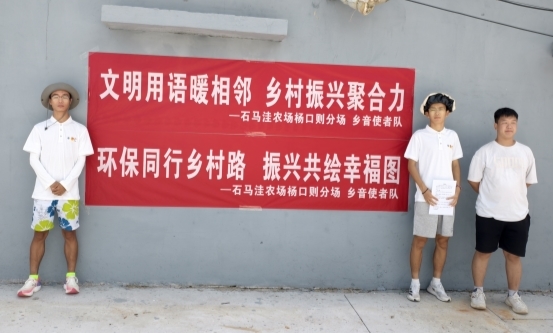 文明用语暖相邻 乡村振兴聚合力
——石马洼农场杨口则分场 乡音使者队
环保同行乡村路 振兴共绘幸福图
——石马洼农场杨口则分场 乡音使者队